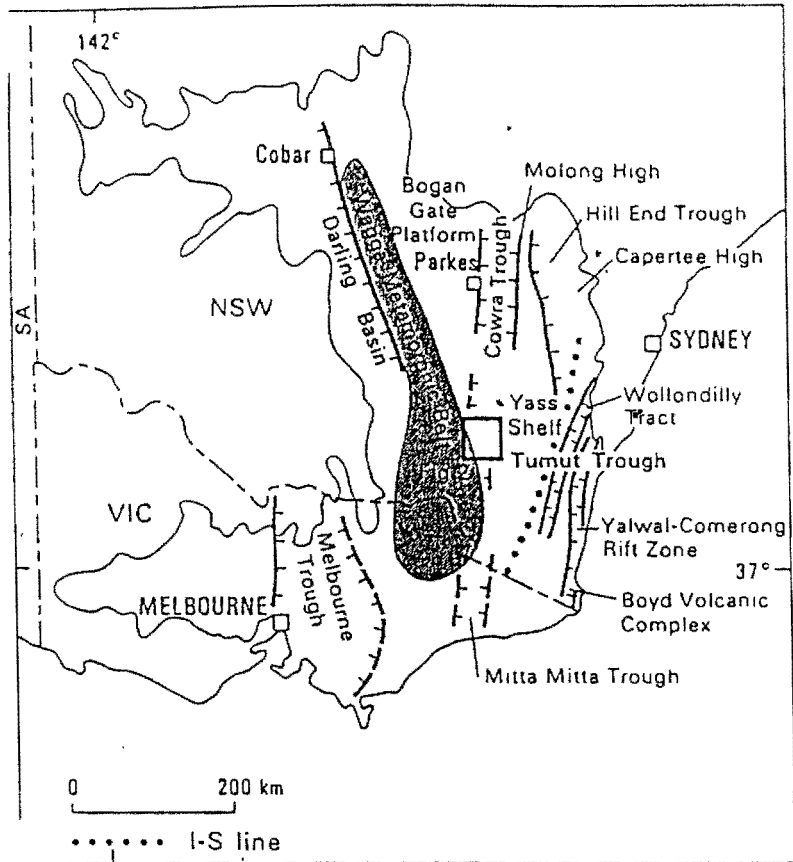 142°
Cobar
Bogan
Gate
Platform
Parkes
Molong High
Hill End Trough
Capertee High
Darling
Basin
Wagga Metamorphic Belt
Cowra Trough
NSW
SA
SYDNEY
Yass
Shelf
Wollondilly
Tract
Tumut Trough
VIC
Melbourne
Trough
Yalwal-Comerong
Rift Zone
37°
MELBOURNE
Boyd Volcanic
Complex
Mitta Mitta Trough
0 200 km
I-S line